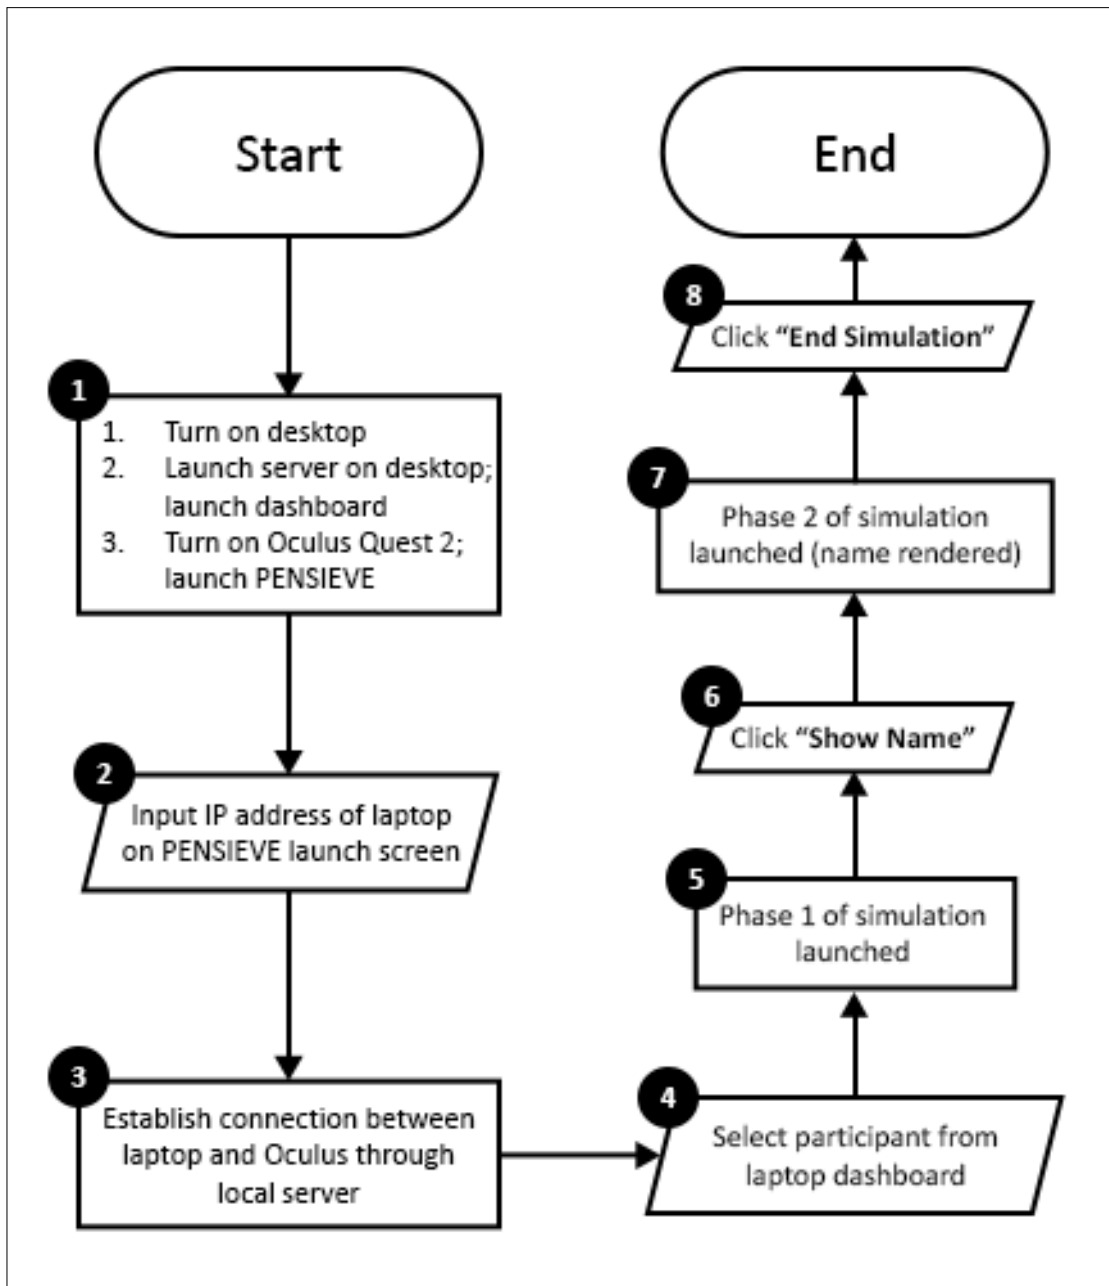 Start
1
1. Turn on desktop
2. Launch server on desktop;
launch dashboard
3. Turn on Oculus Quest 2;
launch PENSIEVE
2
Input IP address of laptop
on PENSIEVE launch screen
3
Establish connection between
laptop and Oculus through
local server
4
Select participant from
laptop dashboard
5
Phase 1 of simulation
launched
6
Click “Show Name”
7
Phase 2 of simulation
launched (name rendered)
8
Click “End Simulation”
End